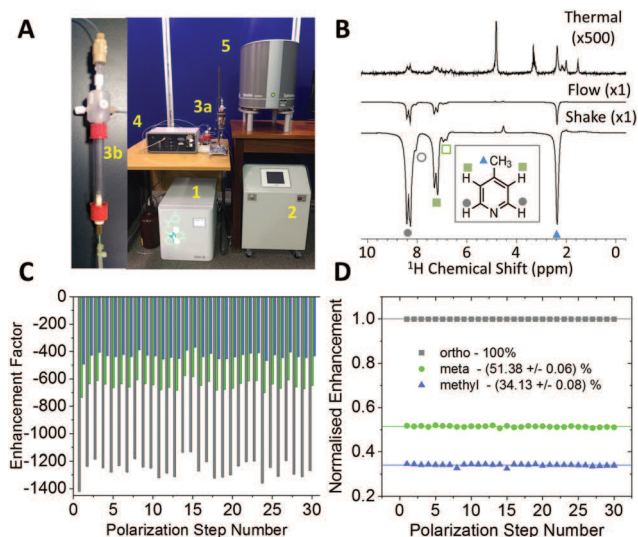 A
5
3a
4
3b
1
2
B
Thermal
(x500)
Flow (x1)
Shake (x1)
CH₃
H H
H N H
10 8 6 4 2 0
¹H Chemical Shift (ppm)
C
0
-200
-400
-600
-800
-1000
-1200
-1400
Enhancement Factor
0 5 10 15 20 25 30
Polarization Step Number
D
1.0
0.8
0.6
0.4
0.2
Normalised Enhancement
ortho - 100%
meta - (51.38 +/- 0.06) %
methyl - (34.13 +/- 0.08) %
0 5 10 15 20 25 30
Polarization Step Number